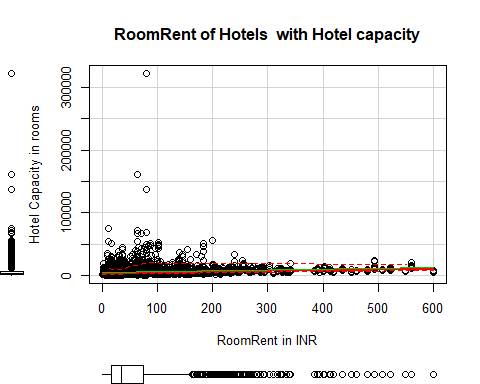 RoomRent of Hotels  with Hotel capacity
Hotel Capacity in rooms
300000
200000
100000
0
0 100 200 300 400 500 600
RoomRent in INR